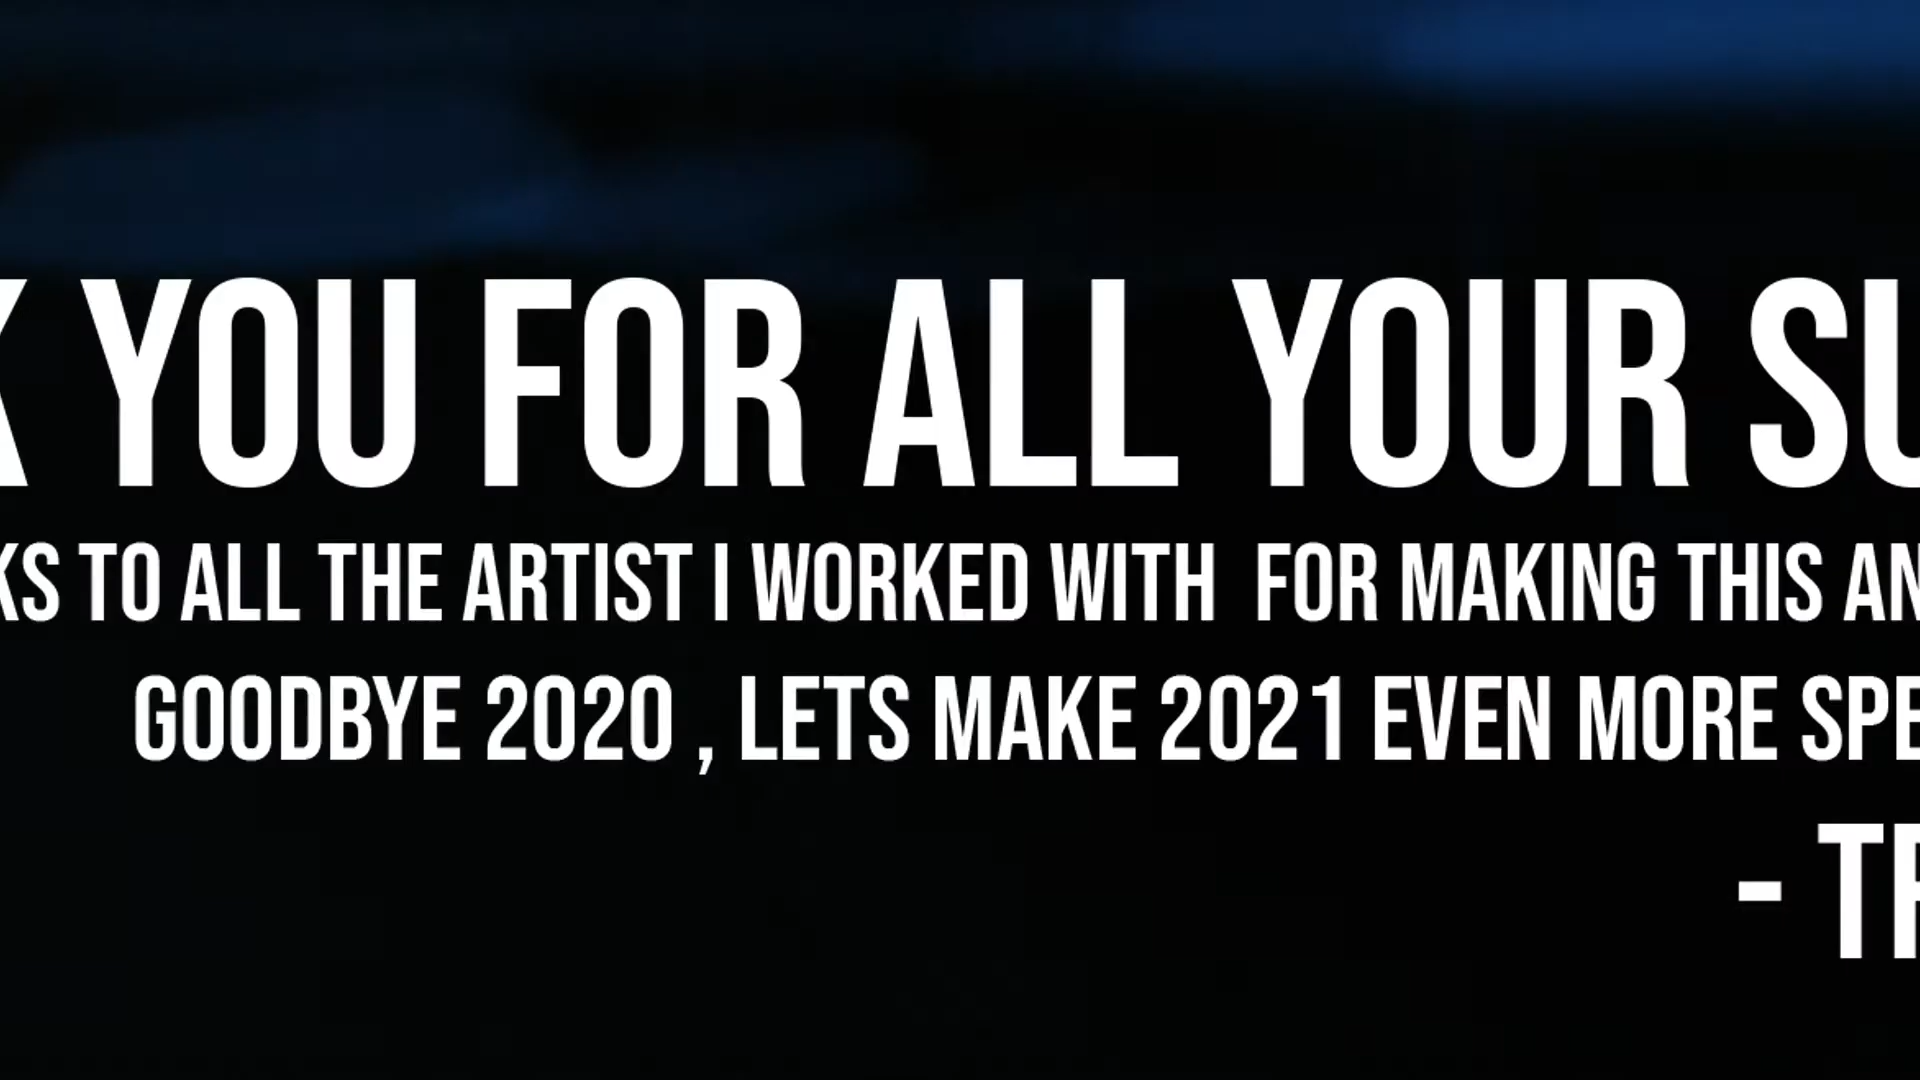 K YOU FOR ALL YOUR SU
KS TO ALL THE ARTIST I WORKED WITH FOR MAKING THIS AN
GOODBYE 2020 , LETS MAKE 2021 EVEN MORE SPE
- TR